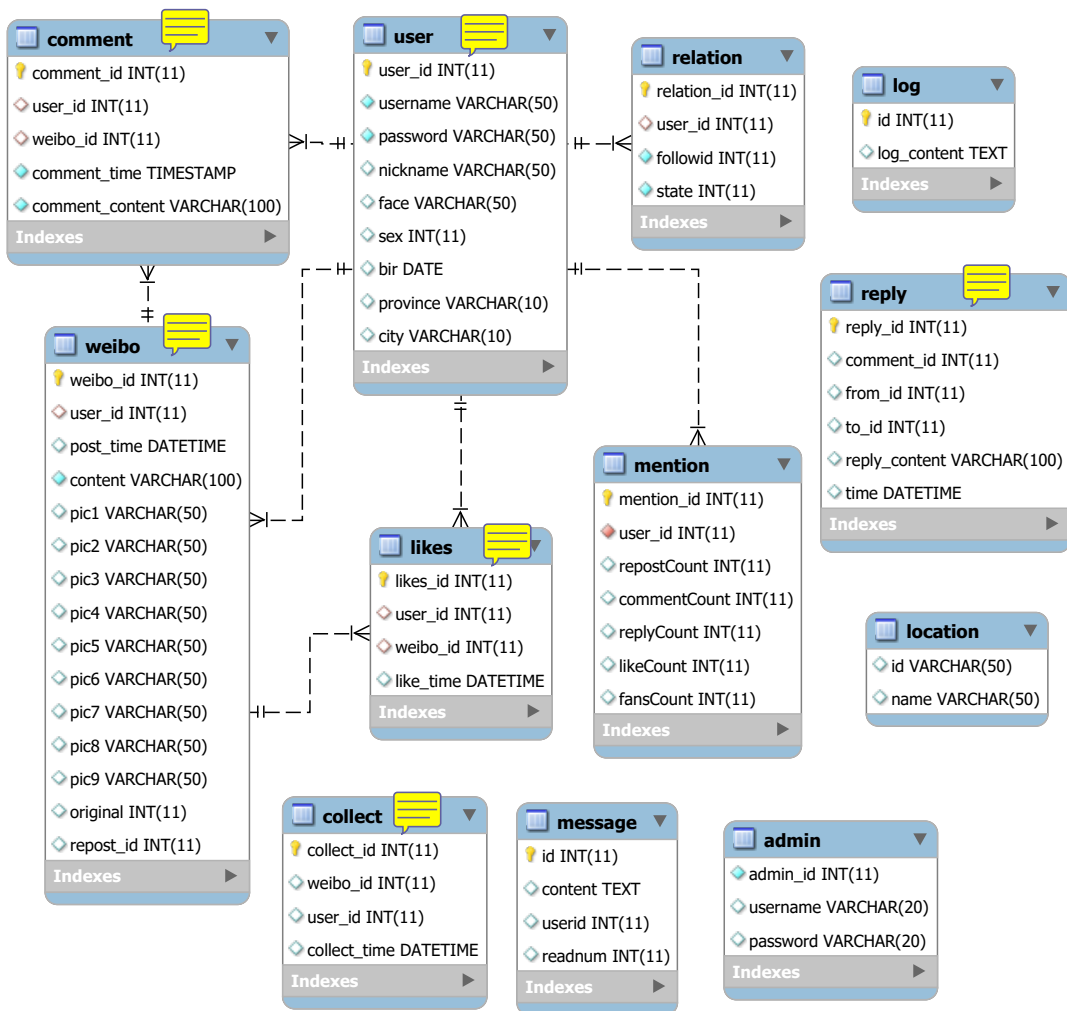 comment
comment_id INT(11)
user_id INT(11)
weibo_id INT(11)
comment_time TIMESTAMP
comment_content VARCHAR(100)
Indexes
user
user_id INT(11)
username VARCHAR(50)
password VARCHAR(50)
nickname VARCHAR(50)
face VARCHAR(50)
sex INT(11)
bir DATE
province VARCHAR(10)
city VARCHAR(10)
Indexes
relation
relation_id INT(11)
user_id INT(11)
followid INT(11)
state INT(11)
Indexes
log
id INT(11)
log_content TEXT
Indexes
reply
reply_id INT(11)
comment_id INT(11)
from_id INT(11)
to_id INT(11)
reply_content VARCHAR(100)
time DATETIME
Indexes
weibo
weibo_id INT(11)
user_id INT(11)
post_time DATETIME
content VARCHAR(100)
pic1 VARCHAR(50)
pic2 VARCHAR(50)
pic3 VARCHAR(50)
pic4 VARCHAR(50)
pic5 VARCHAR(50)
pic6 VARCHAR(50)
pic7 VARCHAR(50)
pic8 VARCHAR(50)
pic9 VARCHAR(50)
original INT(11)
repost_id INT(11)
Indexes
likes
likes_id INT(11)
user_id INT(11)
weibo_id INT(11)
like_time DATETIME
Indexes
mention
mention_id INT(11)
user_id INT(11)
repostCount INT(11)
commentCount INT(11)
replyCount INT(11)
likeCount INT(11)
fansCount INT(11)
Indexes
location
id VARCHAR(50)
name VARCHAR(50)
Indexes
collect
collect_id INT(11)
weibo_id INT(11)
user_id INT(11)
collect_time DATETIME
Indexes
message
id INT(11)
content TEXT
userid INT(11)
readnum INT(11)
Indexes
admin
admin_id INT(11)
username VARCHAR(20)
password VARCHAR(20)
Indexes